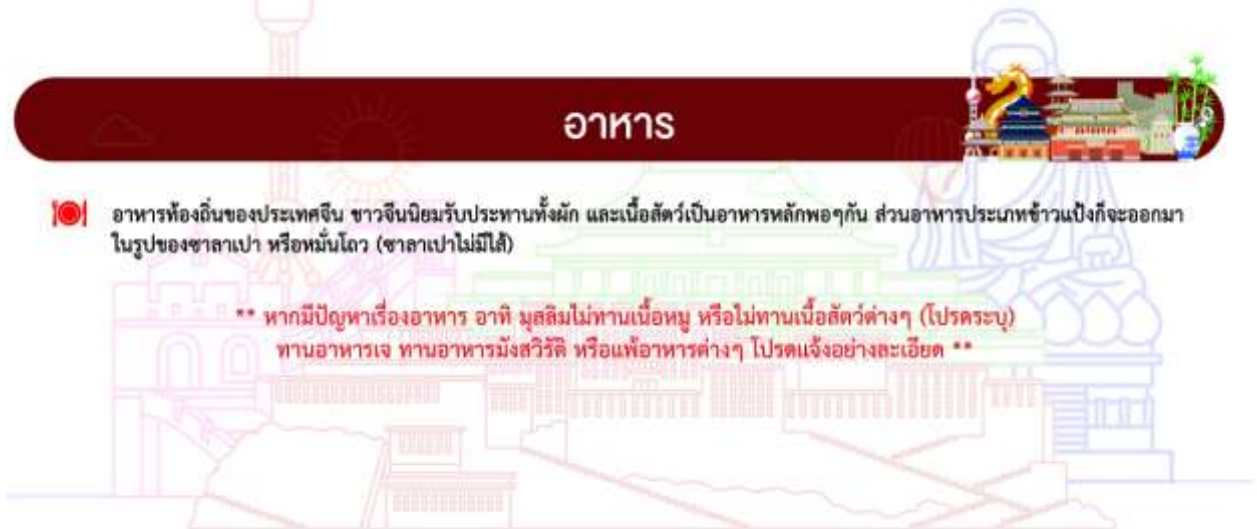 อาหาร
อาหารท้องถิ่นของประเทศจีน ชาวจีนนิยมรับประทานทั้งผัก และเนื้อสัตว์เป็นอาหารหลักพอๆกัน ส่วนอาหารประเภทข้าวแป้งก็จะออกมา
ในรูปของซาลาเปา หรือหมั่นโถว (ซาลาเปาไม่มีไส้)
** หากมีปัญหาเรื่องอาหาร อาทิ มุสลิมไม่ทานเนื้อหมู หรือไม่ทานเนื้อสัตว์ต่างๆ (โปรดระบุ)
ทานอาหารเจ ทานอาหารมังสวิรัติ หรือแพ้อาหารต่างๆ โปรดแจ้งอย่างละเอียด **